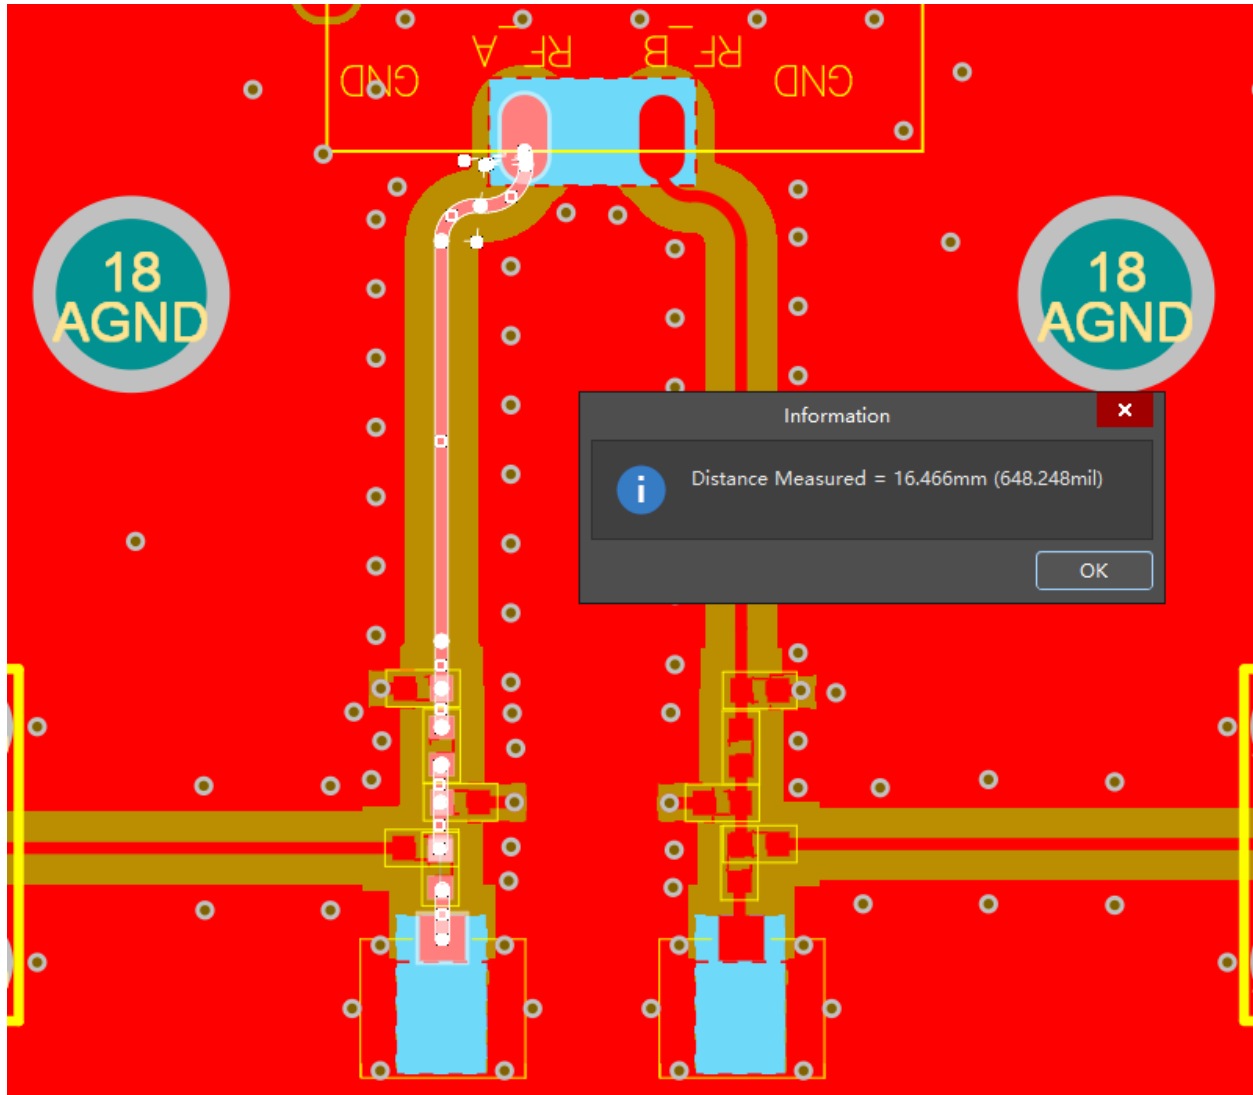 RF_A
RF_B
GND
GND
18
AGND
18
AGND
Information
Distance Measured = 16.466mm (648.248mil)
OK